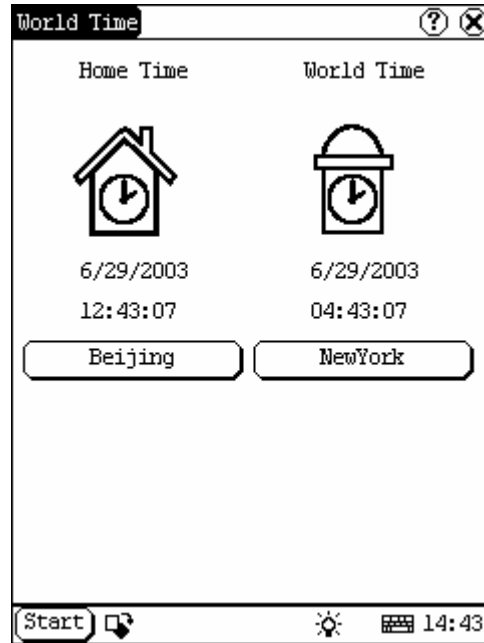 World Time ?
Home Time World Time
6/29/2003 6/29/2003
12:43:07 04:43:07
Beijing NewYork
Start 14:43